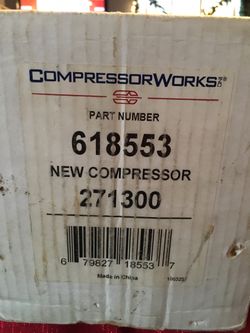 COMPRESSORWORKS
PART NUMBER
618553
NEW COMPRESSOR
271300
6 79827 18553 7
Made in China